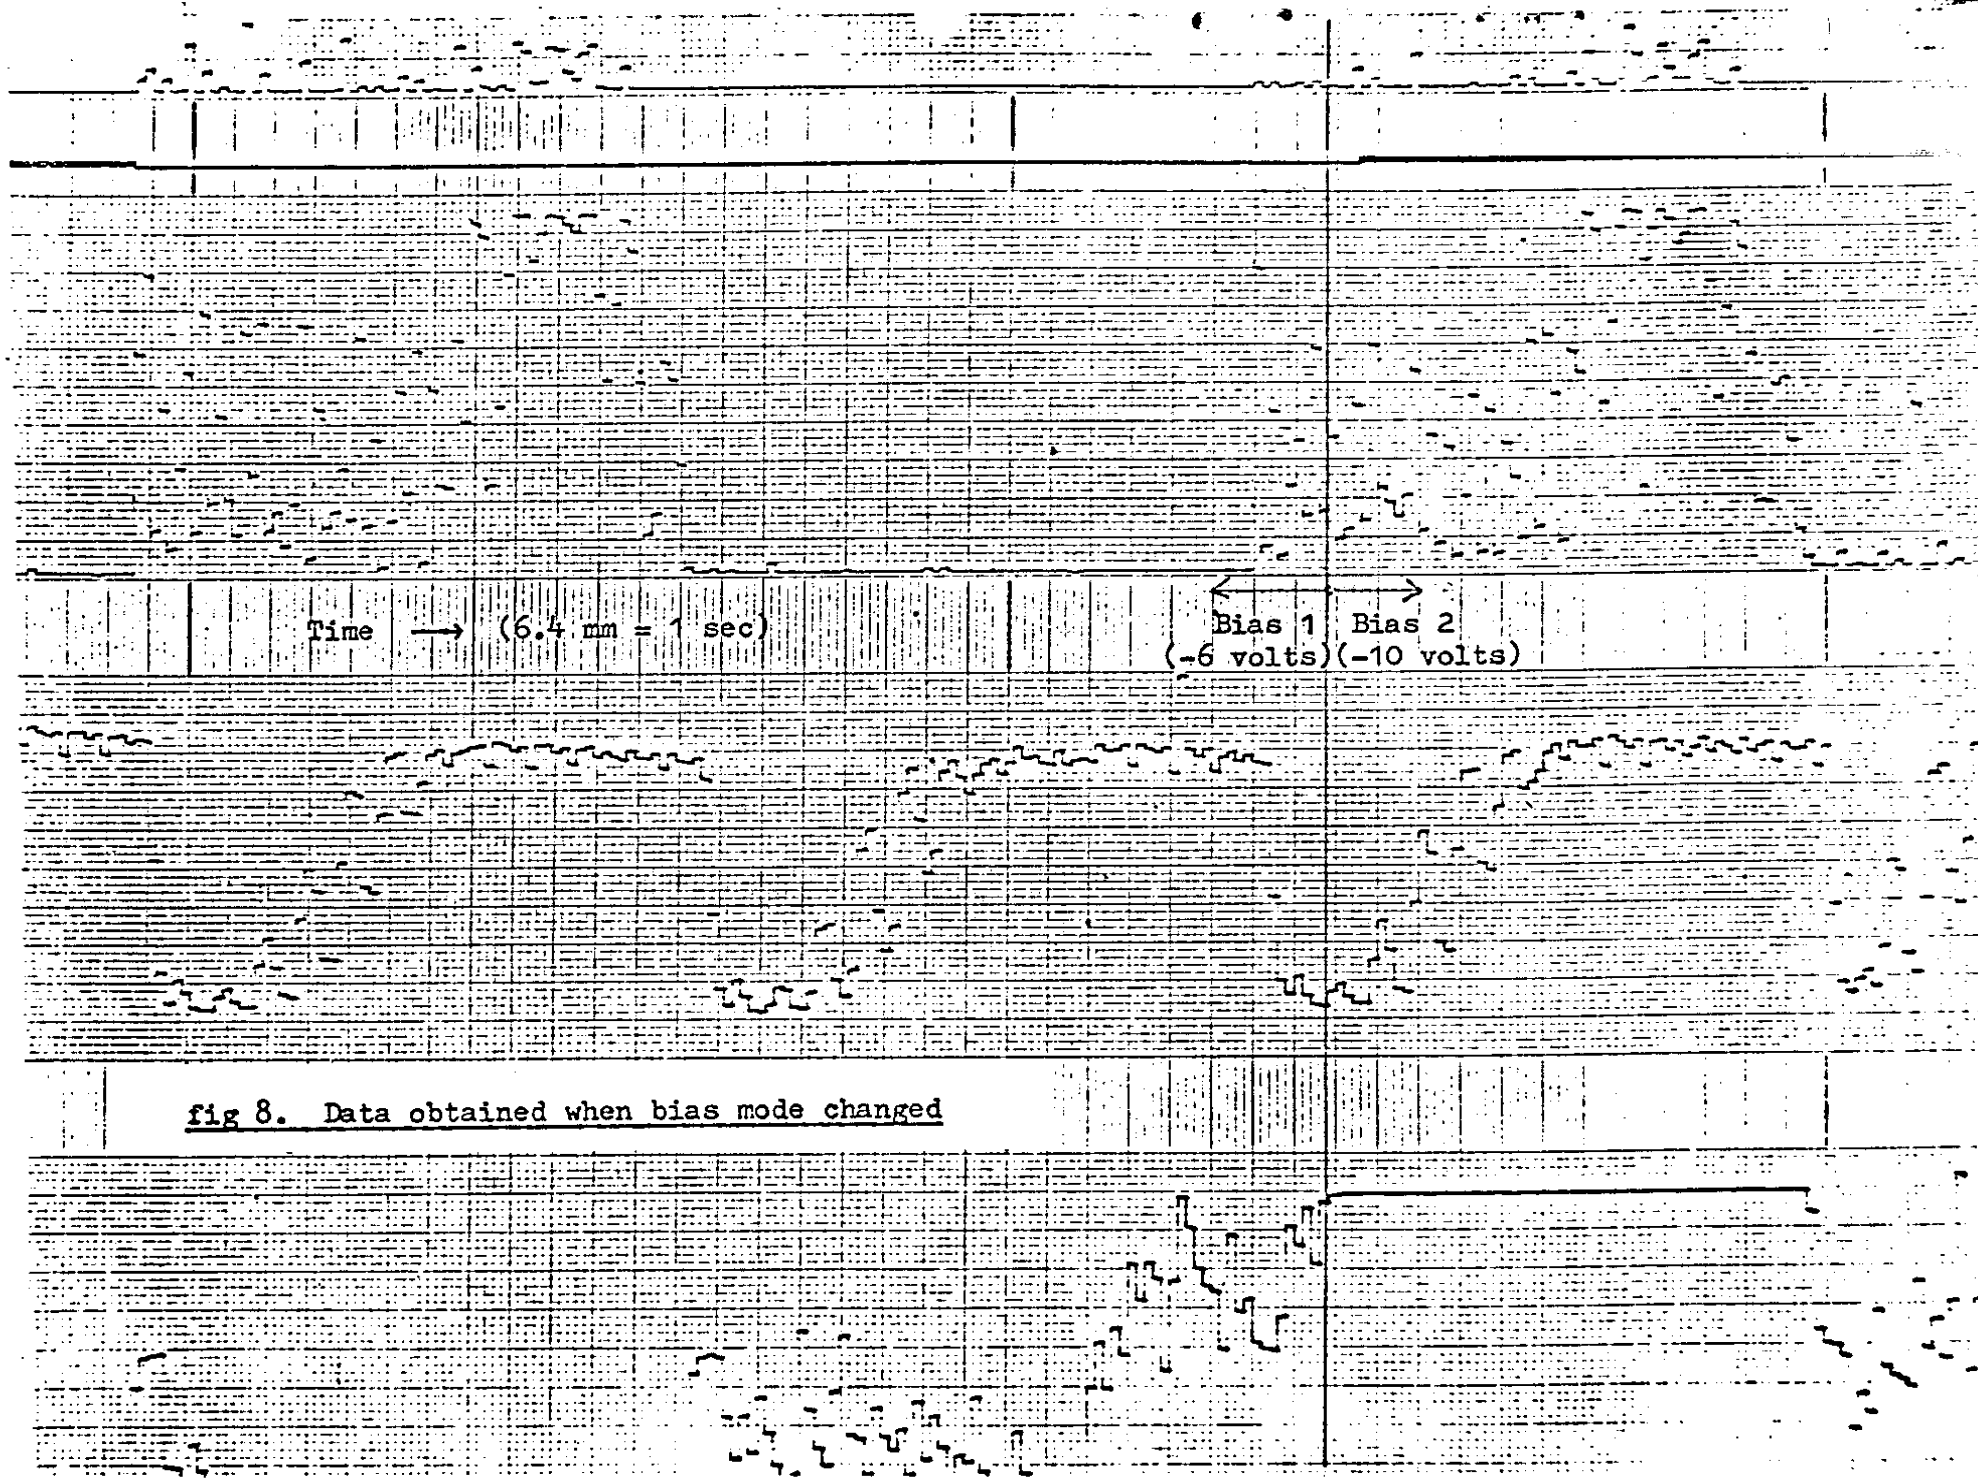 Time ⟶ (6.4 mm = 1 sec)
Bias 1 Bias 2
(-6 volts)(-10 volts)
fig 8. Data obtained when bias mode changed